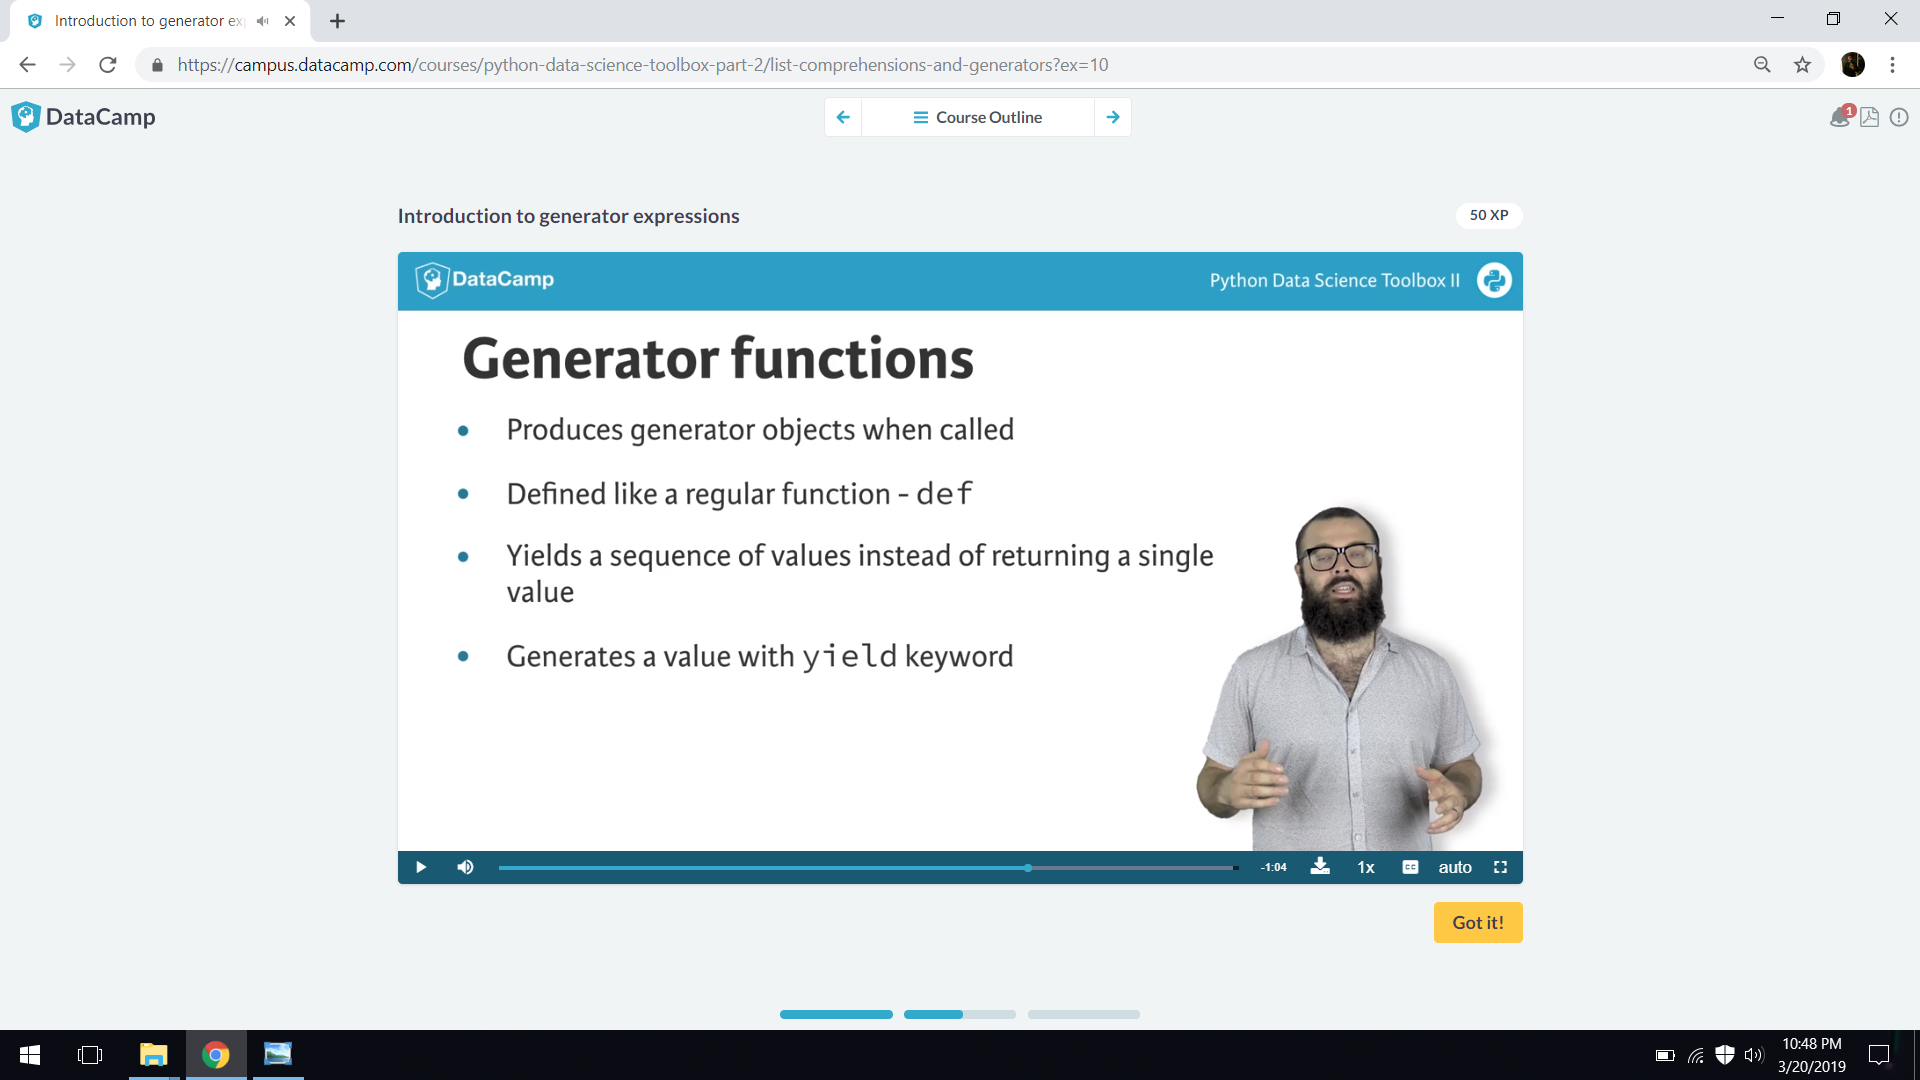 Introduction to generator ex
https://campus.datacamp.com/courses/python-data-science-toolbox-part-2/list-comprehensions-and-generators?ex=10
DataCamp
Course Outline
1
Introduction to generator expressions
50 XP
DataCamp
Python Data Science Toolbox II
Generator functions
• Produces generator objects when called
• Defined like a regular function - def
• Yields a sequence of values instead of returning a single
value
• Generates a value with yield keyword
-1:04
1x
CC
auto
Got it!
10:48 PM
3/20/2019